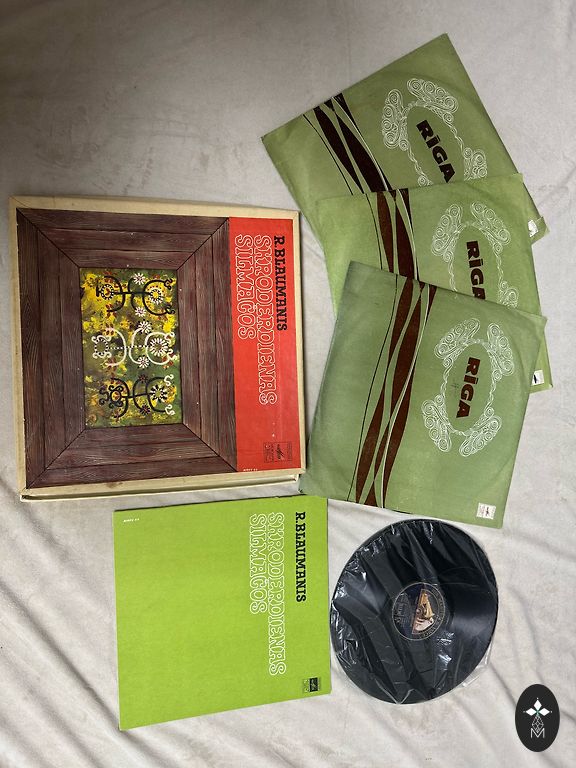 R. BLAUMANIS
SKRODERDIENAS
SILMAČOS
RIGA
RIGA
RIGA
R. BLAUMANIS
SKRODERDIENAS
SILMAČOS
M